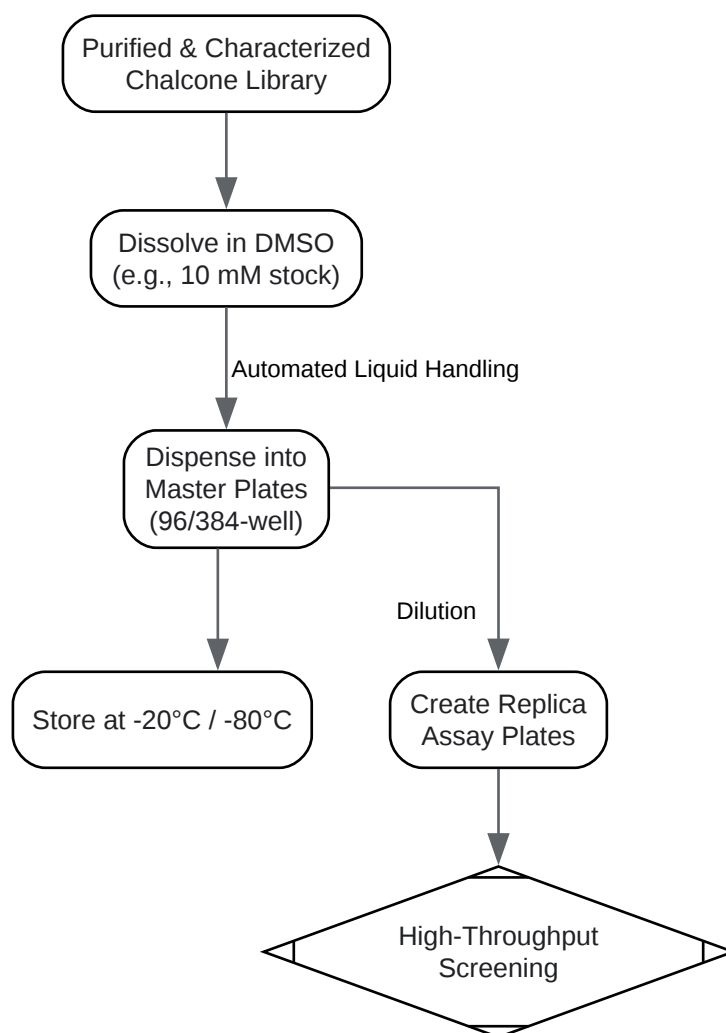 Purified & Characterized
Chalcone Library
Dissolve in DMSO
(e.g., 10 mM stock)
Automated Liquid Handling
Dispense into
Master Plates
(96/384-well)
Dilution
Store at -20°C / -80°C
Create Replica
Assay Plates
High-Throughput
Screening